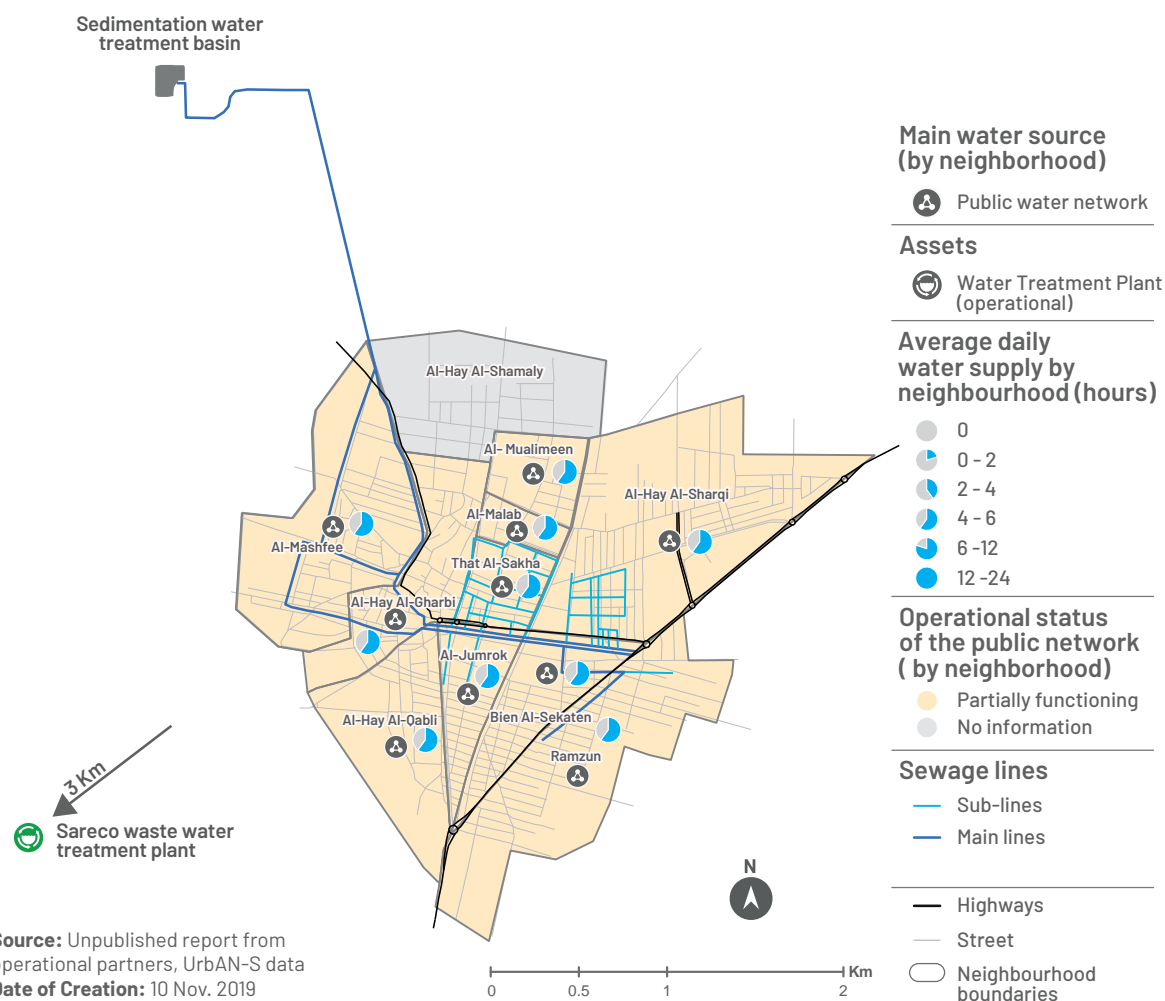 Sedimentation water
treatment basin
Al-Hay Al-Shamaly
Al- Mualimeen
Al-Hay Al-Sharqi
Al-Malab
Al-Mashfee
That Al-Sakha
Al-Hay Al-Gharbi
Al-Jumrok
Al-Hay Al-Qabli
Bien Al-Sekaten
Ramzun
3 Km
Sareco waste water
treatment plant
N
Source: Unpublished report from
operational partners, UrbAN-S data
Date of Creation: 10 Nov. 2019
Km
0
0.5
1
2
Main water source
(by neighborhood)
Public water network
Assets
Water Treatment Plant
(operational)
Average daily
water supply by
neighbourhood (hours)
0
0 - 2
2 - 4
4 - 6
6 -12
12 -24
Operational status
of the public network
( by neighborhood)
Partially functioning
No information
Sewage lines
Sub-lines
Main lines
Highways
Street
Neighbourhood
boundaries